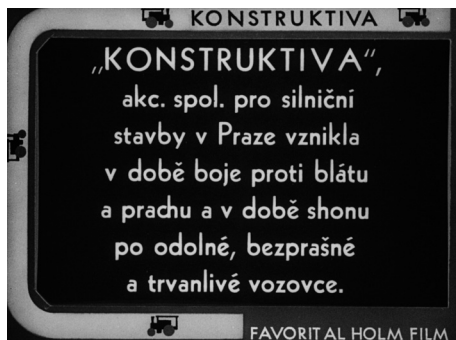 KONSTRUKTIVA
„KONSTRUKTIVA“,
akc. spol. pro silniční
stavby v Praze vznikla
v době boje proti blátu
a prachu a v době shonu
po odolné, bezprašné
a trvanlivé vozovce.
FAVORIT AL HOLM FILM